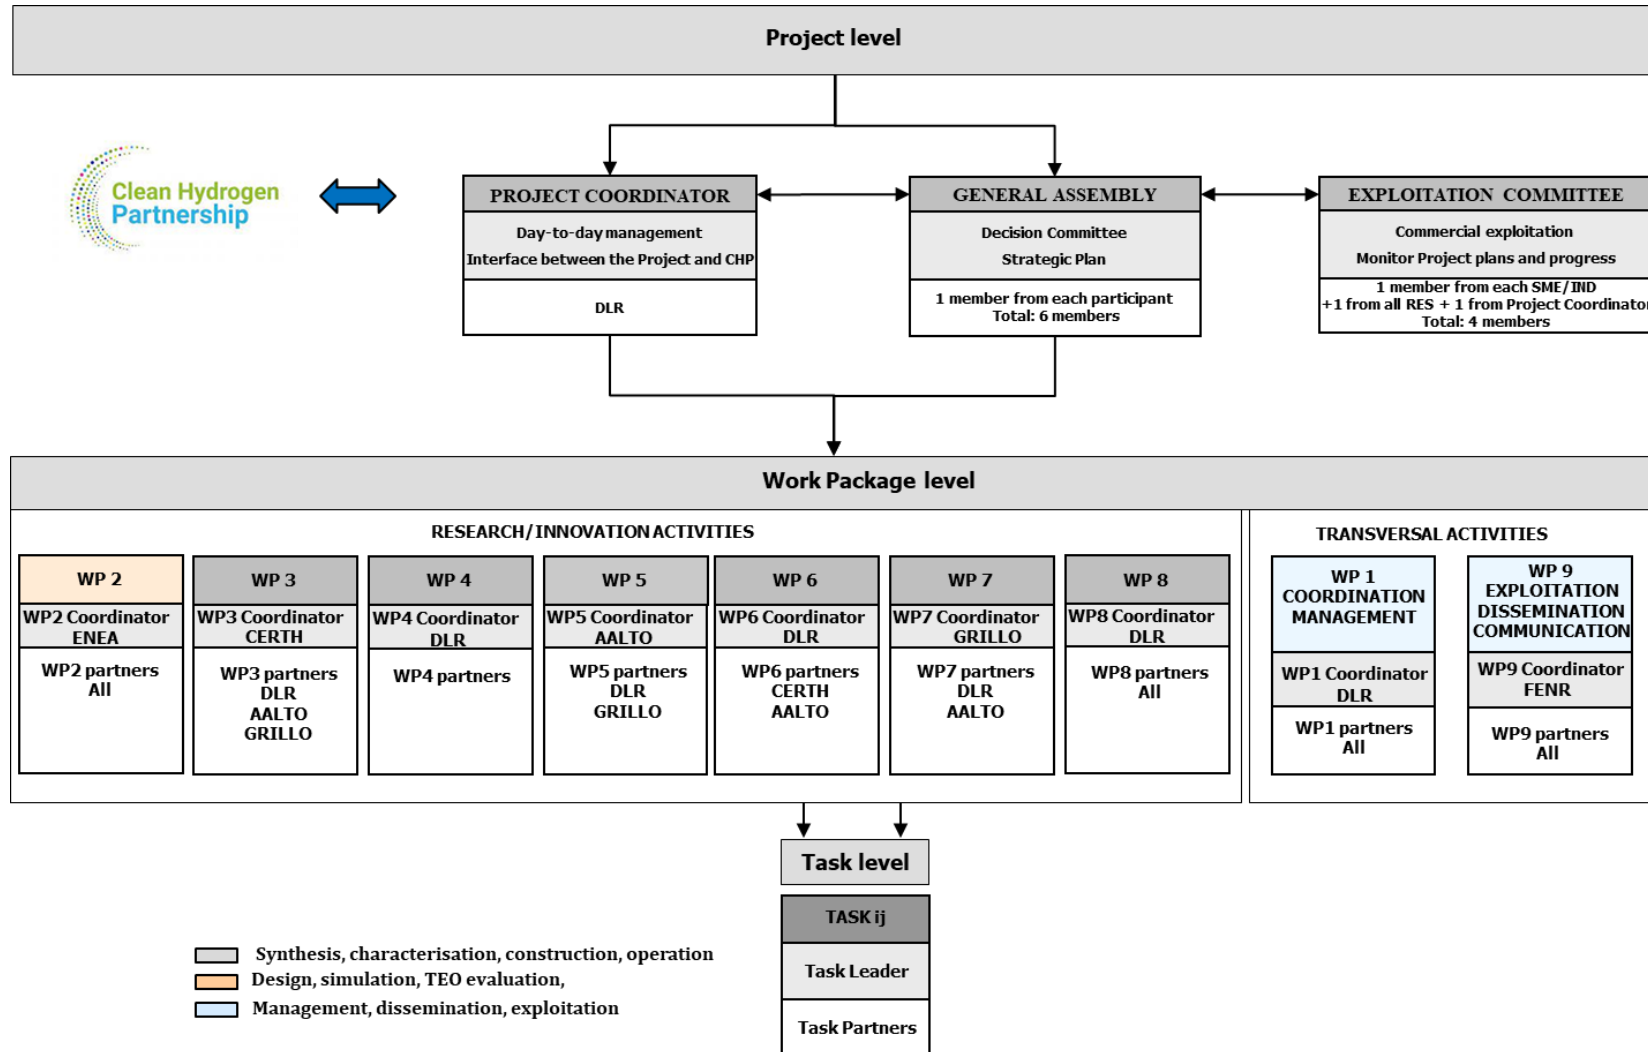 Project level
Clean Hydrogen
Partnership
PROJECT COORDINATOR
Day-to-day management
Interface between the Project and CHP
DLR
GENERAL ASSEMBLY
Decision Committee
Strategic Plan
1 member from each participant
Total: 6 members
EXPLOITATION COMMITTEE
Commercial exploitation
Monitor Project plans and progress
1 member from each SME/IND
+1 from all RES + 1 from Project Coordinator
Total: 4 members
Work Package level
RESEARCH/INNOVATION ACTIVITIES
WP 2
WP2 Coordinator
ENEA
WP2 partners
All
WP 3
WP3 Coordinator
CERTH
WP3 partners
DLR
AALTO
GRILLO
WP 4
WP4 Coordinator
DLR
WP4 partners
WP 5
WP5 Coordinator
AALTO
WP5 partners
DLR
GRILLO
WP 6
WP6 Coordinator
DLR
WP6 partners
CERTH
AALTO
WP 7
WP7 Coordinator
GRILLO
WP7 partners
DLR
AALTO
WP 8
WP8 Coordinator
DLR
WP8 partners
All
TRANSVERSAL ACTIVITIES
WP 1
COORDINATION
MANAGEMENT
WP1 Coordinator
DLR
WP1 partners
All
WP 9
EXPLOITATION
DISSEMINATION
COMMUNICATION
WP9 Coordinator
FENR
WP9 partners
All
Task level
TASK ij
Task Leader
Task Partners
Synthesis, characterisation, construction, operation
Design, simulation, TEO evaluation,
Management, dissemination, exploitation